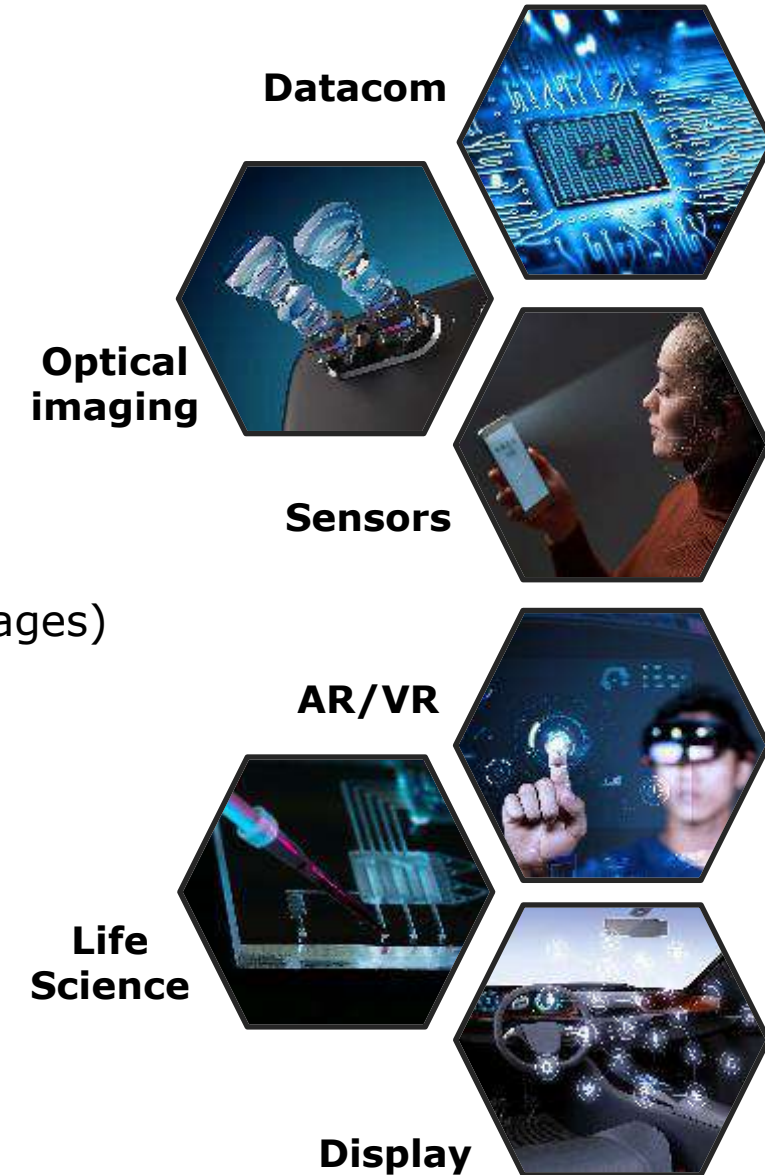 Datacom
Optical
imaging
Sensors
ages)
AR/VR
Life
Science
Display